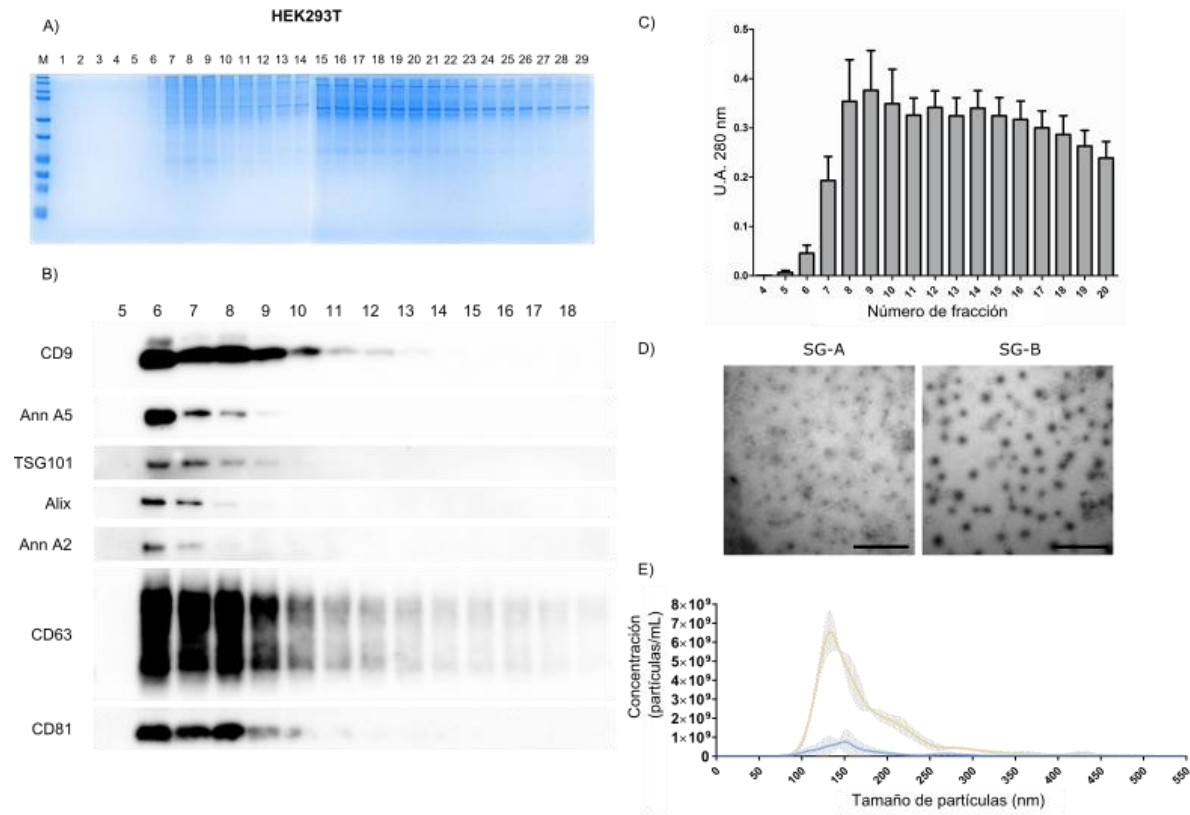 HEK293T
A)
M 1 2 3 4 5 6 7 8 9 10 11 12 13 14 15 16 17 18 19 20 21 22 23 24 25 26 27 28 29
B)
5 6 7 8 9 10 11 12 13 14 15 16 17 18
CD9
Ann A5
TSG101
Alix
Ann A2
CD63
CD81
C)
U.A. 280 nm
0.5
0.4
0.3
0.2
0.1
0.0
4 5 6 7 8 9 10 11 12 13 14 15 16 17 18 19 20
Número de fracción
D)
SG-A SG-B
E)
Concentración
(partículas/mL)
8×10⁹
7×10⁹
6×10⁹
5×10⁹
4×10⁹
3×10⁹
2×10⁹
1×10⁹
0
0 50 100 150 200 250 300 350 400 450 500 550
Tamaño de partículas (nm)